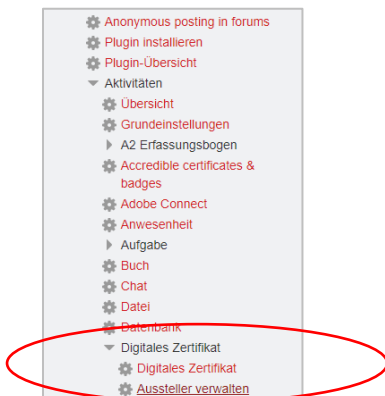 Anonymous posting in forums
Plugin installieren
Plugin-Übersicht
Aktivitäten
Übersicht
Grundeinstellungen
A2 Erfassungsbogen
Accredible certificates &
badges
Adobe Connect
Anwesenheit
Aufgabe
Buch
Chat
Datei
Datenbank
Digitales Zertifikat
Digitales Zertifikat
Aussteller verwalten